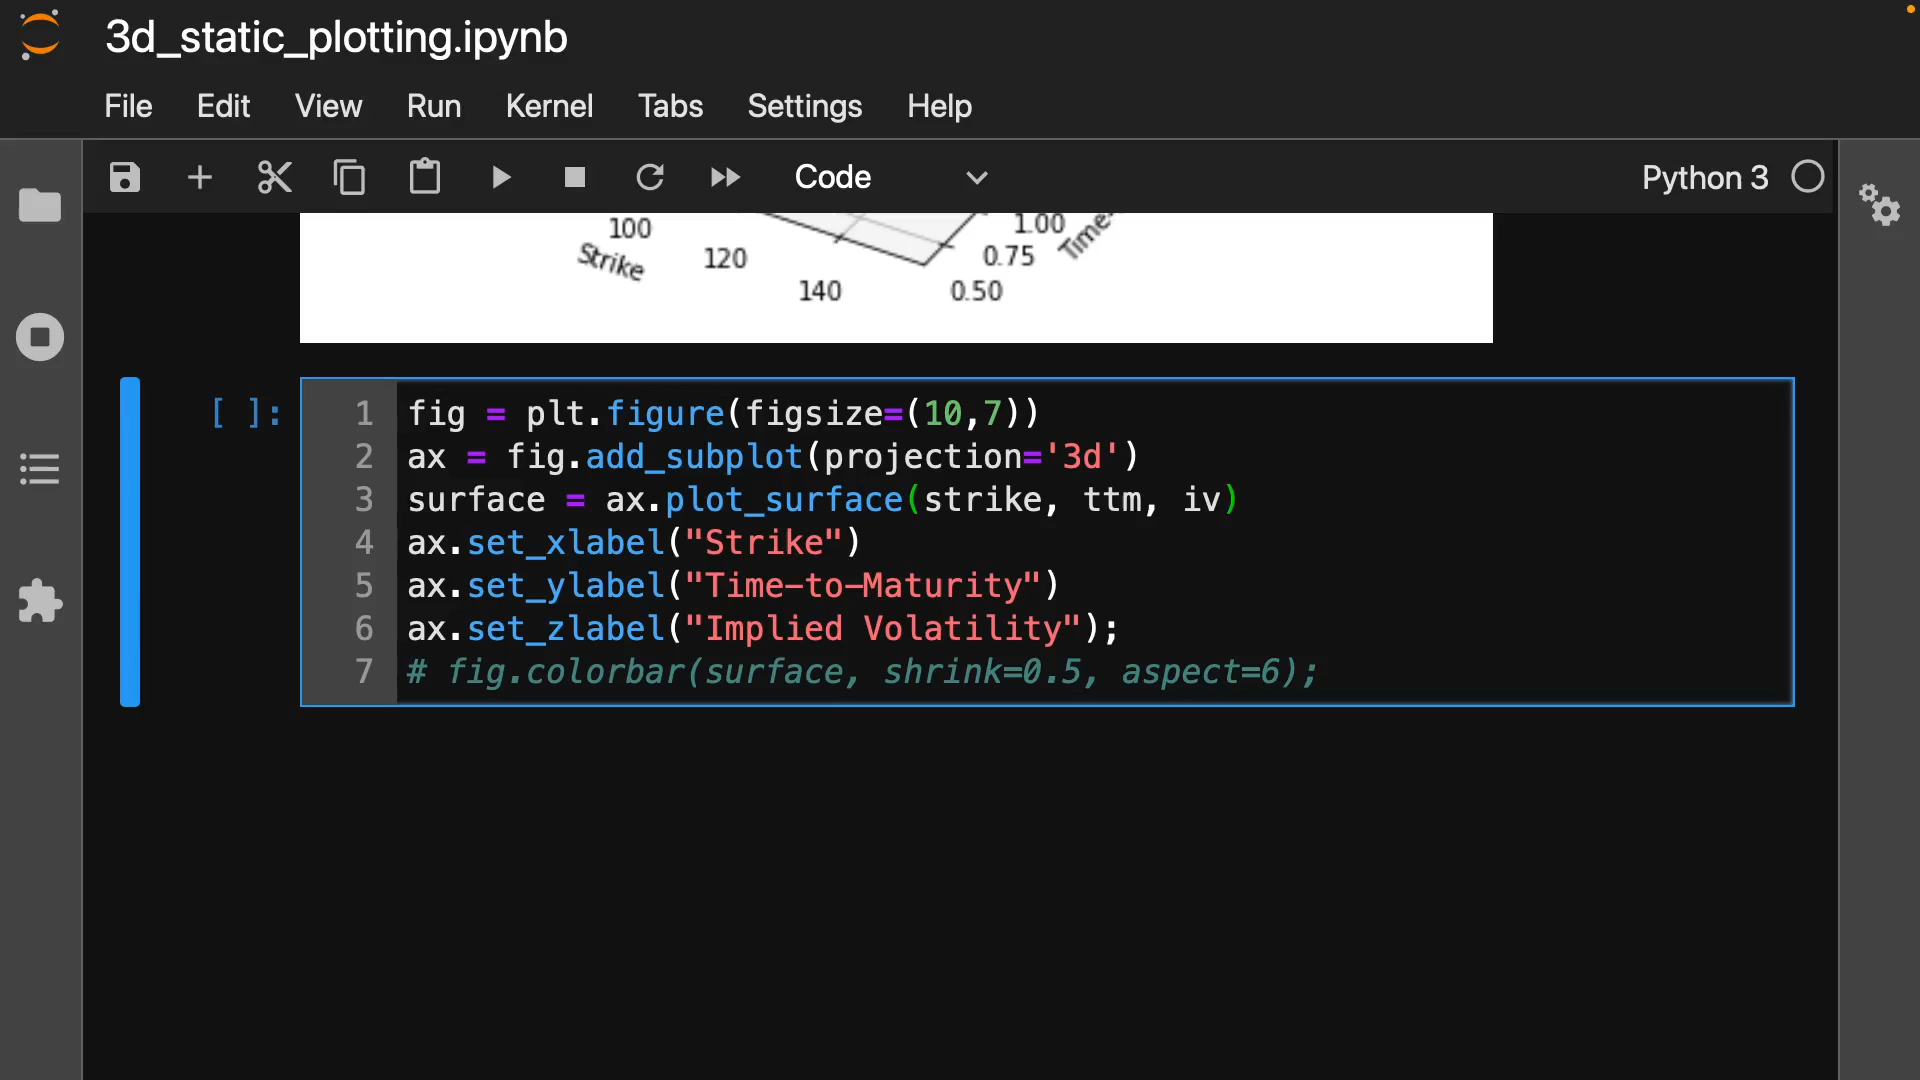 3d_static_plotting.ipynb
File Edit View Run Kernel Tabs Settings Help
Code
Python 3
100
Strike
120
140
0.50
0.75
1.00
Time-
[ ]:
1 fig = plt.figure(figsize=(10,7))
2 ax = fig.add_subplot(projection='3d')
3 surface = ax.plot_surface(strike, ttm, iv)
4 ax.set_xlabel("Strike")
5 ax.set_ylabel("Time-to-Maturity")
6 ax.set_zlabel("Implied Volatility");
7 # fig.colorbar(surface, shrink=0.5, aspect=6);